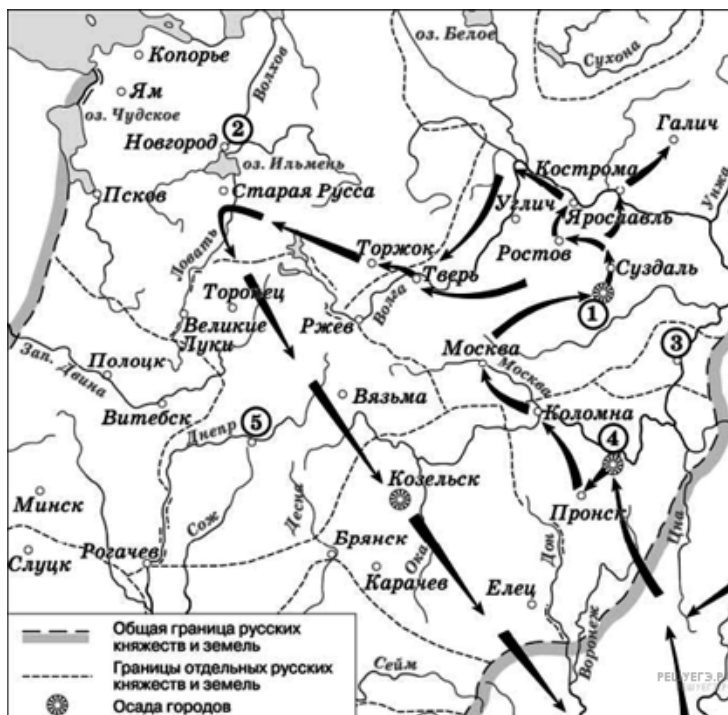 оз. Белое
Сухона
Копорье
Волхов
Ям
оз. Чудское
Новгород
2
оз. Ильмень
Галич
Кострома
Унжа
Псков
Старая Русса
Углич
Ярославль
Ловать
Торжок
Ростов
Тверь
Суздаль
Торопец
Волга
1
Великие
Луки
Ржев
3
Зап. Двина
Полоцк
Москва
Москва
Витебск
Вязьма
Коломна
Днепр
5
4
Минск
Козельск
Пронск
Сож
Десна
Цна
Слуцк
Рогачев
Брянск
Ока
Дон
Карачев
Елец
Воронеж
Сейм
Общая граница русских
княжеств и земель
Границы отдельных русских
княжеств и земель
Осада городов